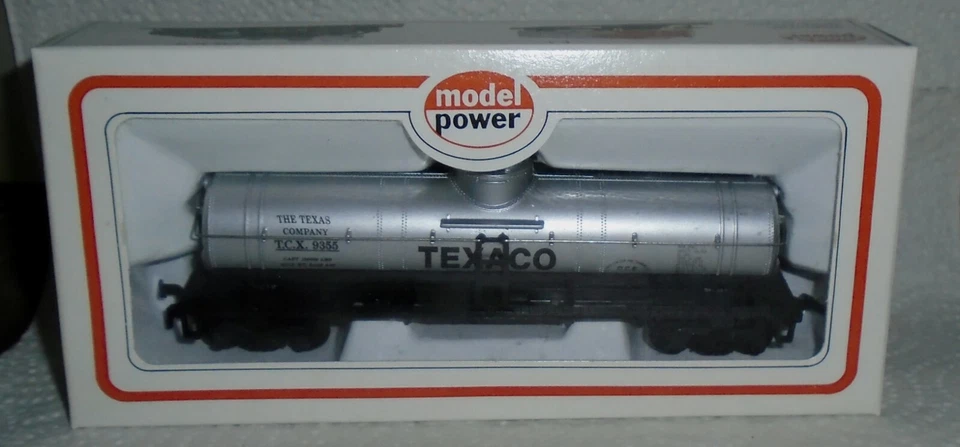 model
power
THE TEXAS
COMPANY
T.C.X. 9355
TEXACO